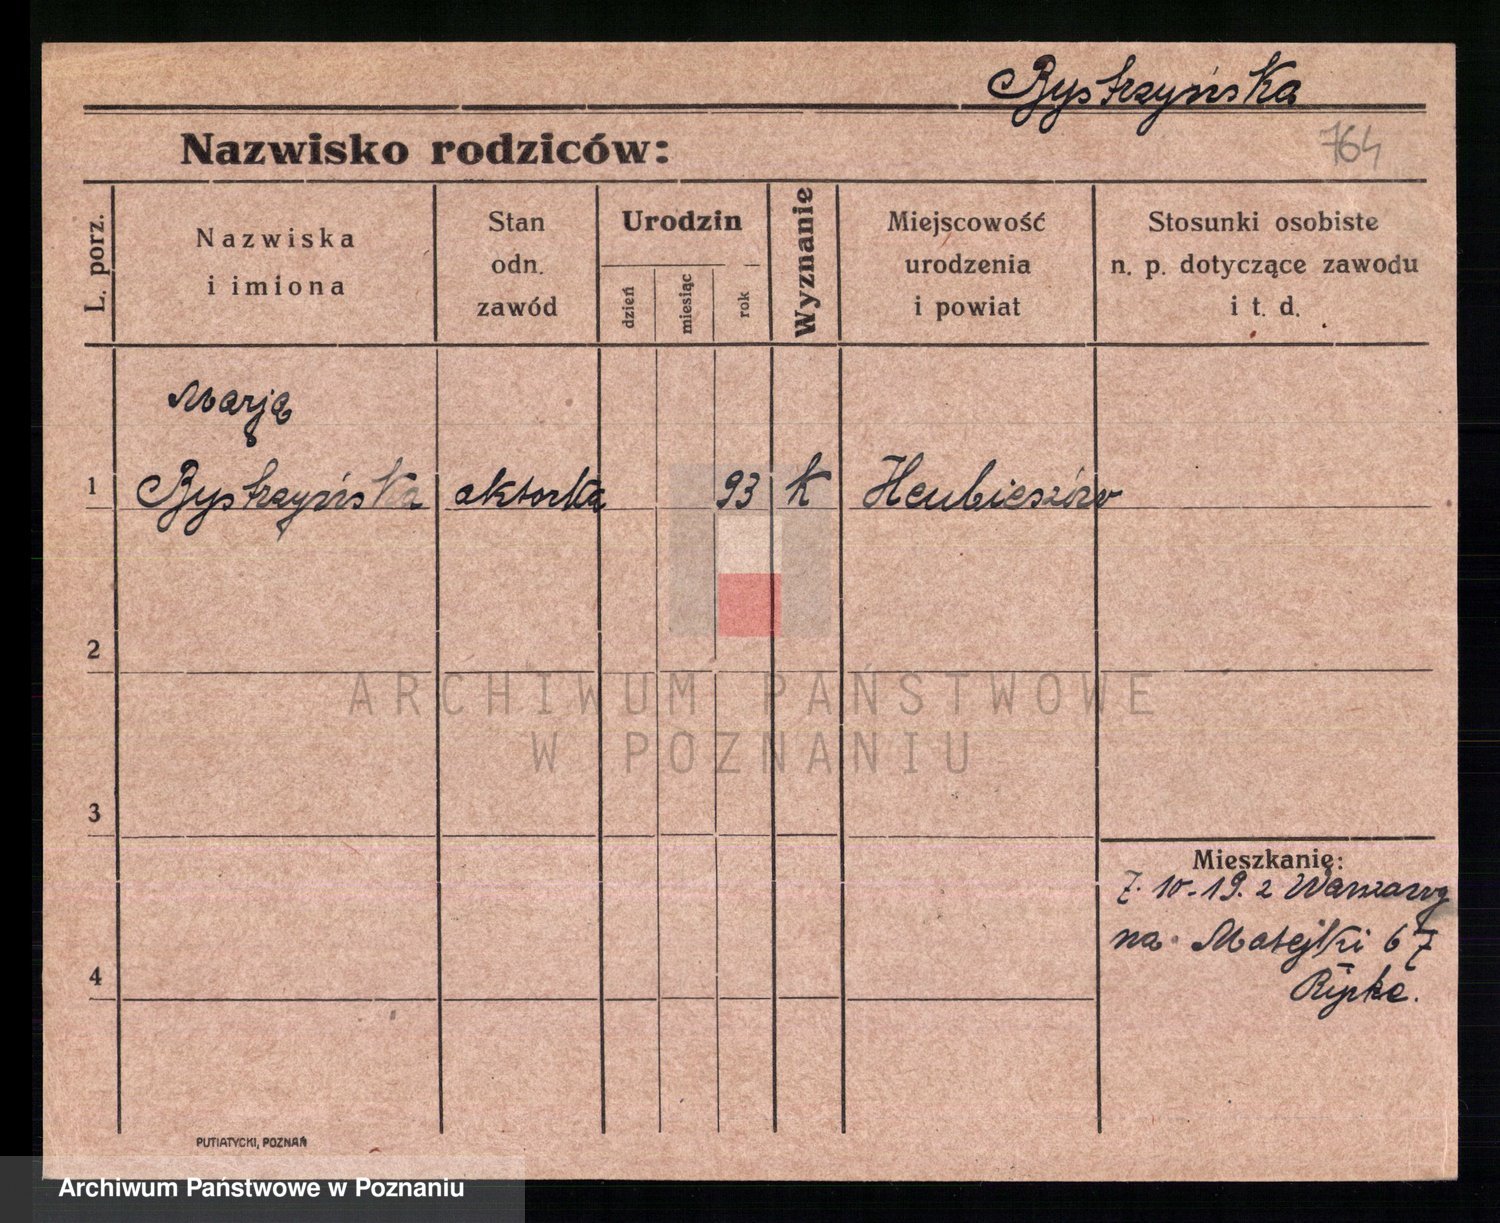 Bystrzyńska
Nazwisko rodziców:
764
L. porz.
Nazwiska
i imiona
Stan
odn.
zawód
Urodzin
dzień
miesiąc
rok
Wyznanie
Miejscowość
urodzenia
i powiat
Stosunki osobiste
n. p. dotyczące zawodu
i t. d.
Marja
1 Bystrzyńska aktorka 93 k Hrubieszów
2
ARCHIWUM PAŃSTWOWE
W POZNANIU
3
Mieszkanie:
7. 10. 19. z Warszawy
na Matejki 67
4
Ripke.
PUTIATYCKI, POZNAŃ
Archiwum Państwowe w Poznaniu